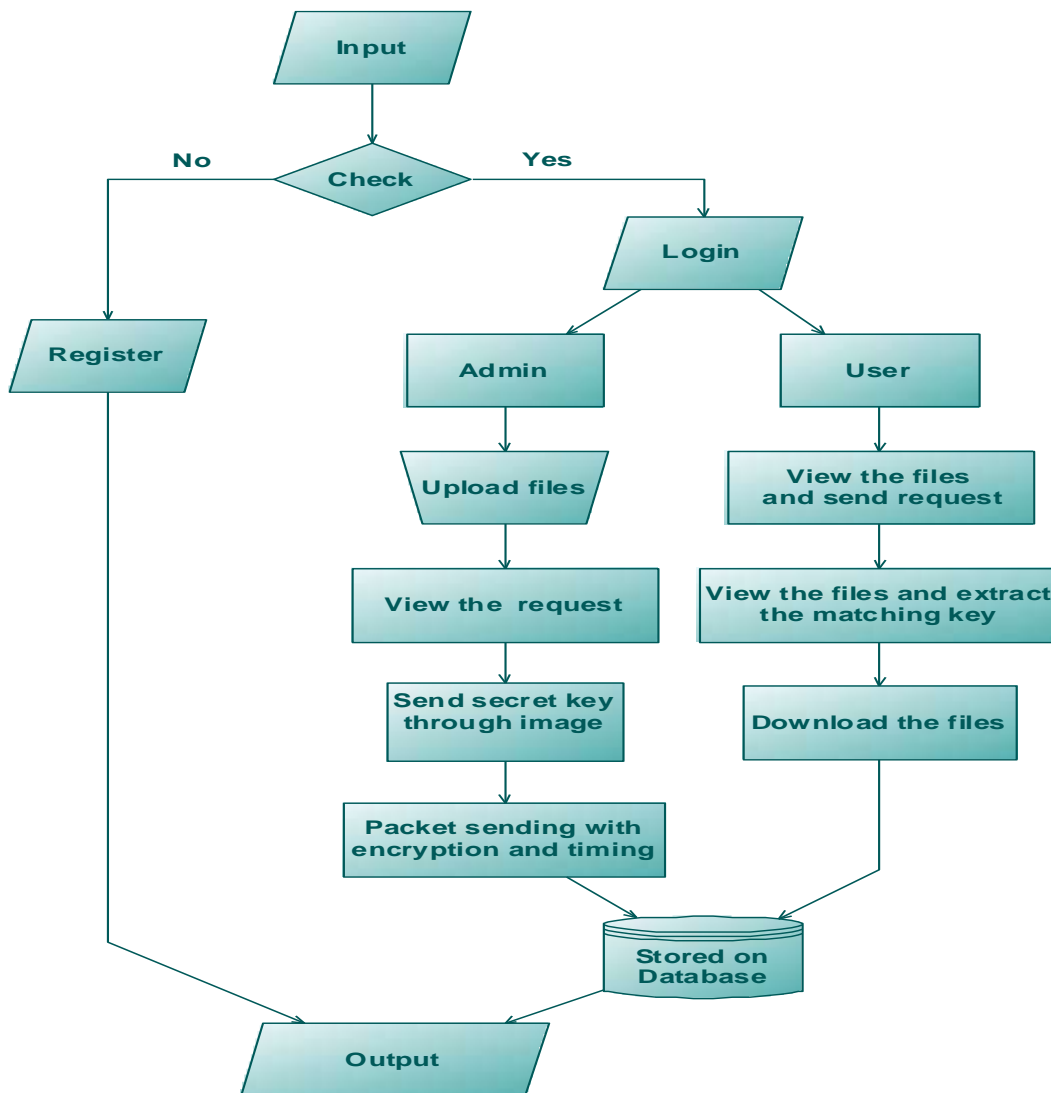 Input
No
Yes
Check
Login
Register
Admin
User
Upload files
View the files
and send request
View the request
View the files and extract
the matching key
Send secret key
through image
Download the files
Packet sending with
encryption and timing
Stored on
Database
Output